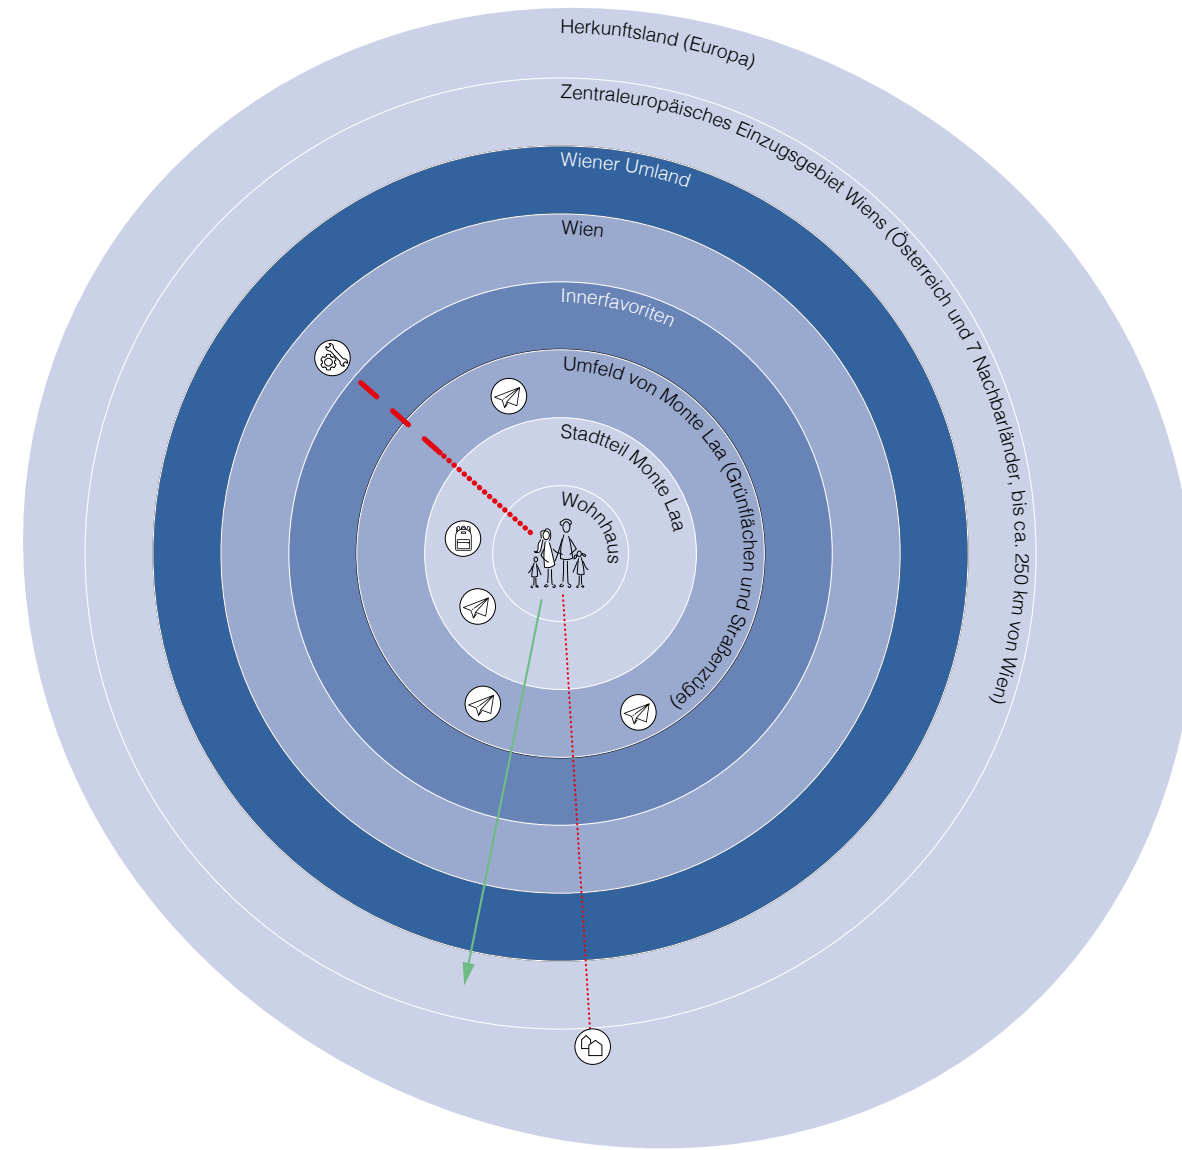 Herkunftsland (Europa)
Zentraleuropäisches Einzugsgebiet Wiens (Österreich und 7 Nachbarländer, bis ca. 250 km von Wien)
Wiener Umland
Wien
Innerfavoriten
Umfeld von Monte Laa (Grünflächen und Straßenzüge)
Stadtteil Monte Laa
Wohnhaus